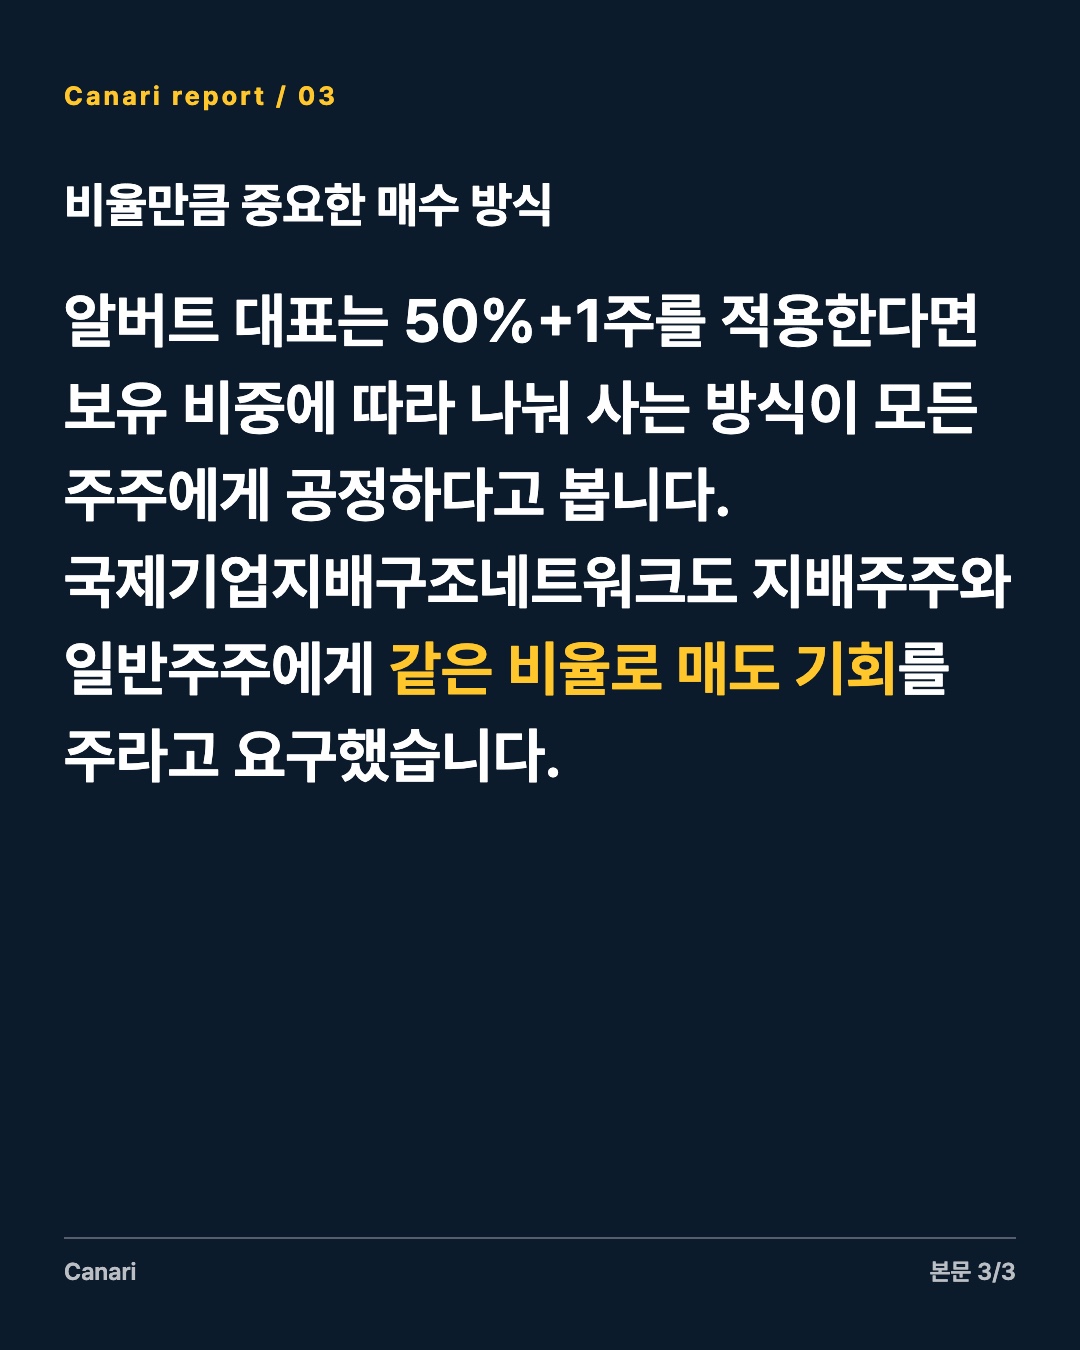 Canari report / 03
비율만큼 중요한 매수 방식
알버트 대표는 50%+1주를 적용한다면
보유 비중에 따라 나눠 사는 방식이 모든
주주에게 공정하다고 봅니다.
국제기업지배구조네트워크도 지배주주와
일반주주에게 같은 비율로 매도 기회를
주라고 요구했습니다.
Canari
본문 3/3